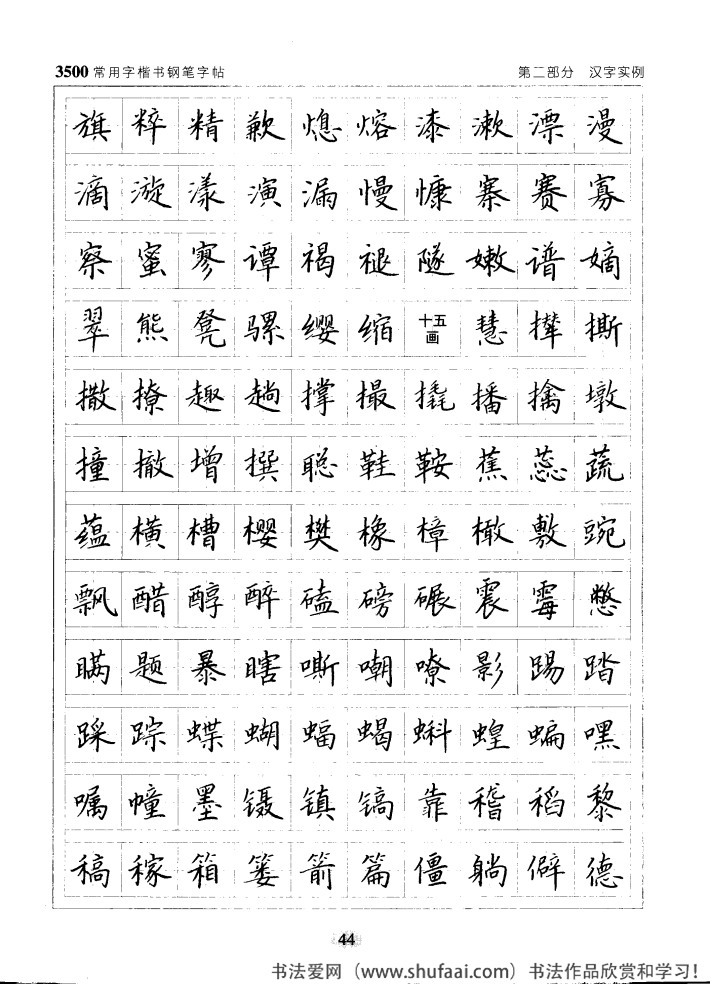 3500常用字楷书钢笔字帖 第二部分 汉字实例
旗粹精歉熄熔漆漱漂漫
滴漩漾演漏慢慷寨赛寡
察蜜寥谭褐褪隧嫩谱嫡
翠熊凳骡缨缩十五画慧撵撕
撒撩趣趟撑撮撬播擒墩
撞撤增撰聪鞋鞍蕉蕊蔬
蕴横槽樱樊橡樟橄敷豌
飘醋醇醉磕磅碾震霉憋
瞒题暴瞎嘶嘲嘹影踢踏
踩踪蝶蝴蝠蝎蝌蝗蝙嘿
嘱幢墨镊镇镐靠稽稻黎
稿稼箱篓箭篇僵躺僻德
44
书法爱网（www.shufaai.com）书法作品欣赏和学习！